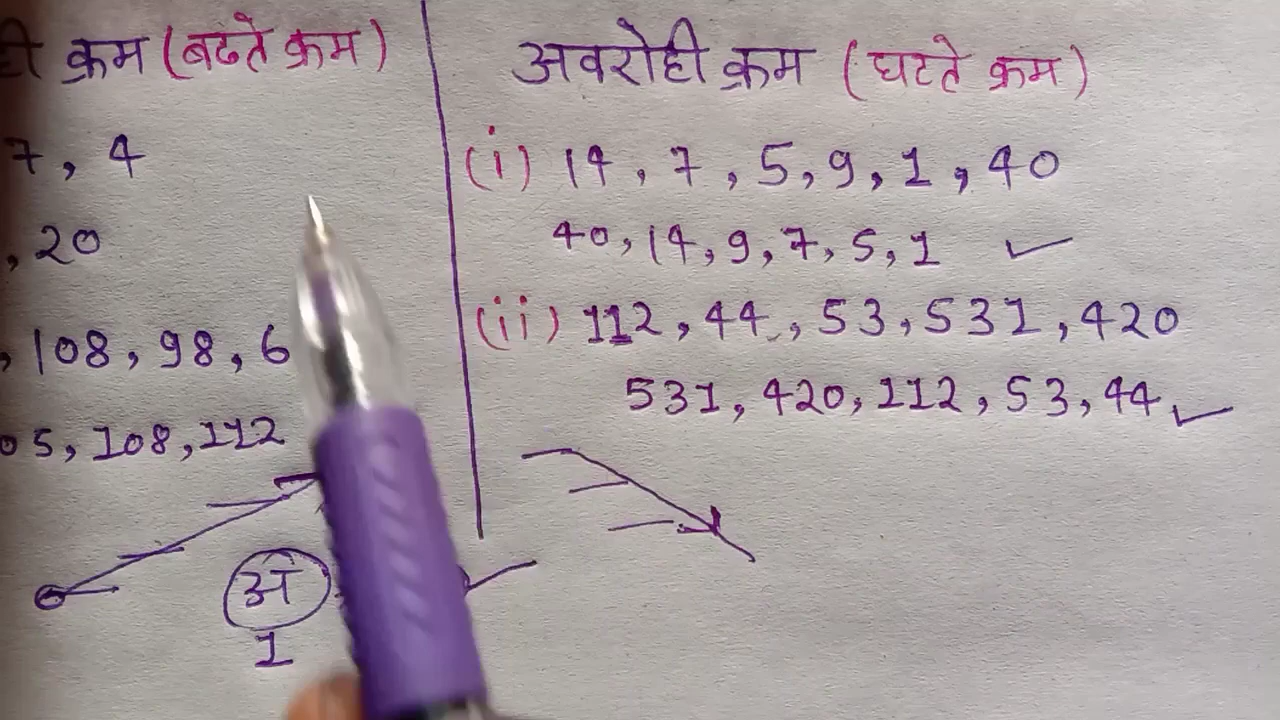 ही क्रम (बढते क्रम)
7, 4
, 20
, 108, 98, 6
05, 108, 112
अवरोही क्रम (घटते क्रम)
(i) 14, 7, 5, 9, 1, 40
40, 14, 9, 7, 5, 1
(ii) 112, 44, 53, 531, 420
531, 420, 112, 53, 44
अ
1